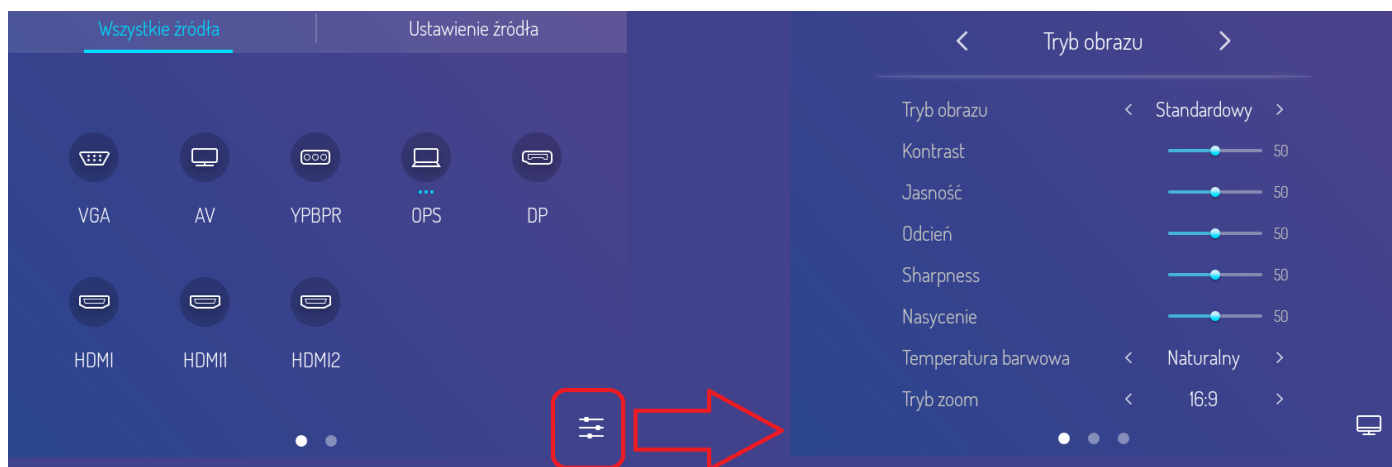 Wszystkie źródła
Ustawienie źródła
VGA
AV
YPBPR
OPS
DP
HDMI
HDMI1
HDMI2
Tryb obrazu
Tryb obrazu < Standardowy >
Kontrast 50
Jasność 50
Odcień 50
Sharpness 50
Nasycenie 50
Temperatura barwowa < Naturalny >
Tryb zoom < 16:9 >